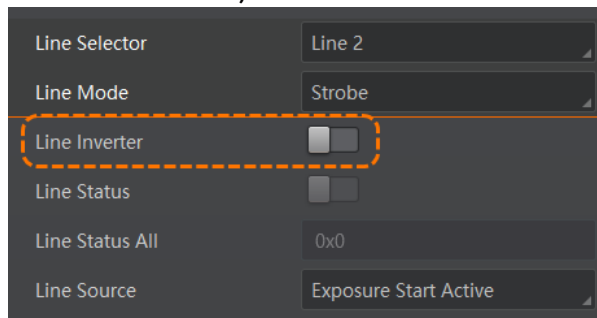 Line Selector Line 2
Line Mode Strobe
Line Inverter
Line Status
Line Status All 0x0
Line Source Exposure Start Active